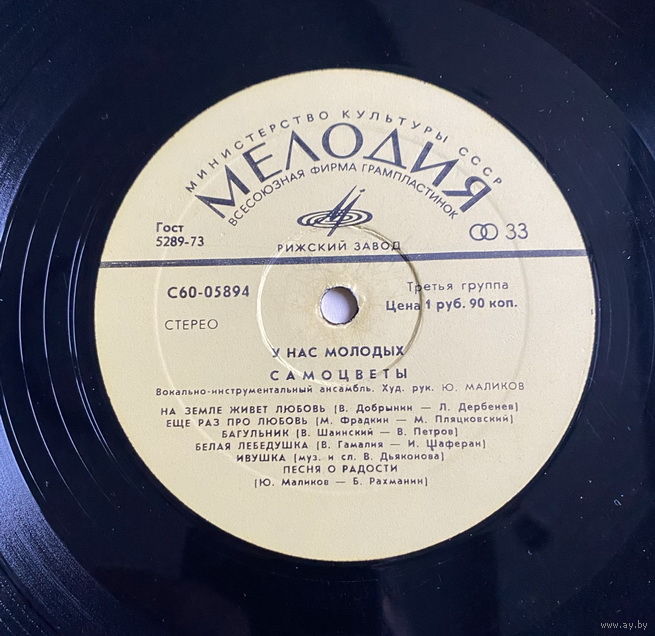 МИНИСТЕРСТВО КУЛЬТУРЫ СССР
МЕЛОДИЯ
ВСЕСОЮЗНАЯ ФИРМА ГРАМПЛАСТИНОК
Гост
5289-73
33
РИЖСКИЙ ЗАВОД
С60-05894
Третья группа
Цена 1 руб. 90 коп.
СТЕРЕО
У НАС МОЛОДЫХ
САМОЦВЕТЫ
Вокально-инструментальный ансамбль. Худ. рук. Ю. МАЛИКОВ
НА ЗЕМЛЕ ЖИВЕТ ЛЮБОВЬ (В. Добрынин — Л. Дербенев)
ЕЩЕ РАЗ ПРО ЛЮБОВЬ (М. Фрадкин — М. Пляцковский)
БАГУЛЬНИК (В. Шаинский — В. Петров)
БЕЛАЯ ЛЕБЕДУШКА (В. Гамалия — И. Шаферан)
ИВУШКА (муз. и сл. В. Дьяконова)
ПЕСНЯ О РАДОСТИ
(Ю. Маликов — Б. Рахманин)
www.ay.by